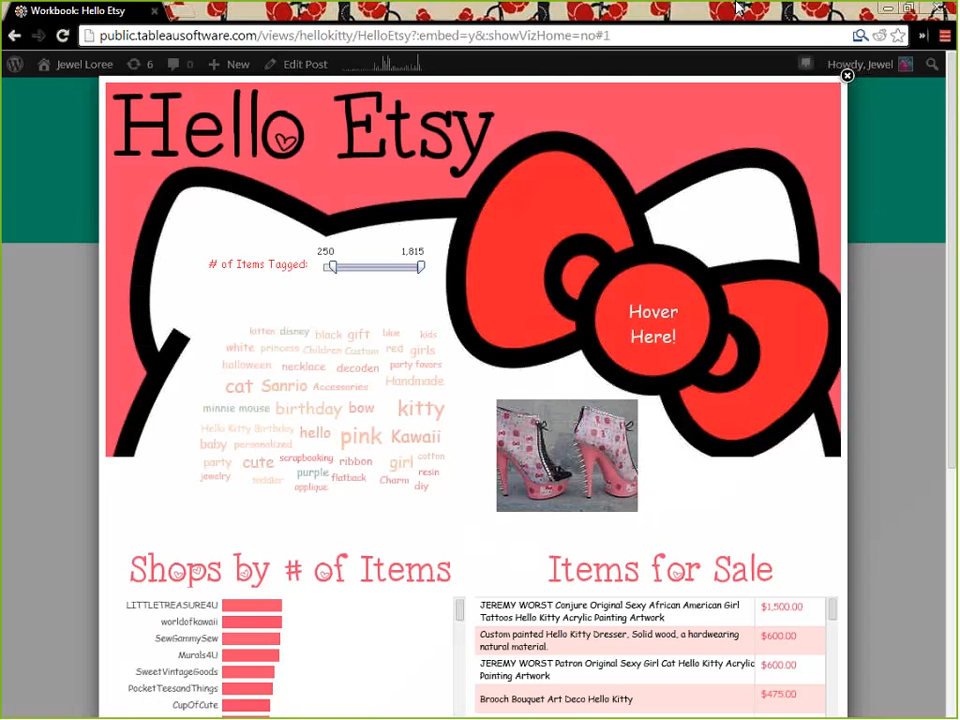 Workbook: Hello Etsy
public.tableausoftware.com/views/hellokitty/HelloEtsy?:embed=y&:showVizHome=no#1
Jewel Loree 6 0 New Edit Post Howdy, Jewel
Hello Etsy
250 1,815
# of Items Tagged:
Hover
Here!
kitten disney black gift blue kids
white princess Children Custom red girls
halloween necklace decoden party favors
cat Sanrio Accessories Handmade
minnie mouse birthday bow kitty
Hello Kitty Birthday hello pink Kawaii
baby personalized
party cute scrapbooking ribbon girl cotton
jewelry toddler purple flatback Charm resin
applique diy
Shops by # of Items
LITTLETREASURE4U
worldofkawaii
SewGammySew
Murals4U
SweetVintageGoods
PocketTeesandThings
CupOfCute
Items for Sale
JEREMY WORST Conjure Original Sexy African American Girl $1,500.00
Tattoos Hello Kitty Acrylic Painting Artwork
Custom painted Hello Kitty Dresser, Solid wood, a hardwearing $600.00
natural material.
JEREMY WORST Patron Original Sexy Girl Cat Hello Kitty Acrylic $600.00
Painting Artwork
Brooch Bouquet Art Deco Hello Kitty $475.00